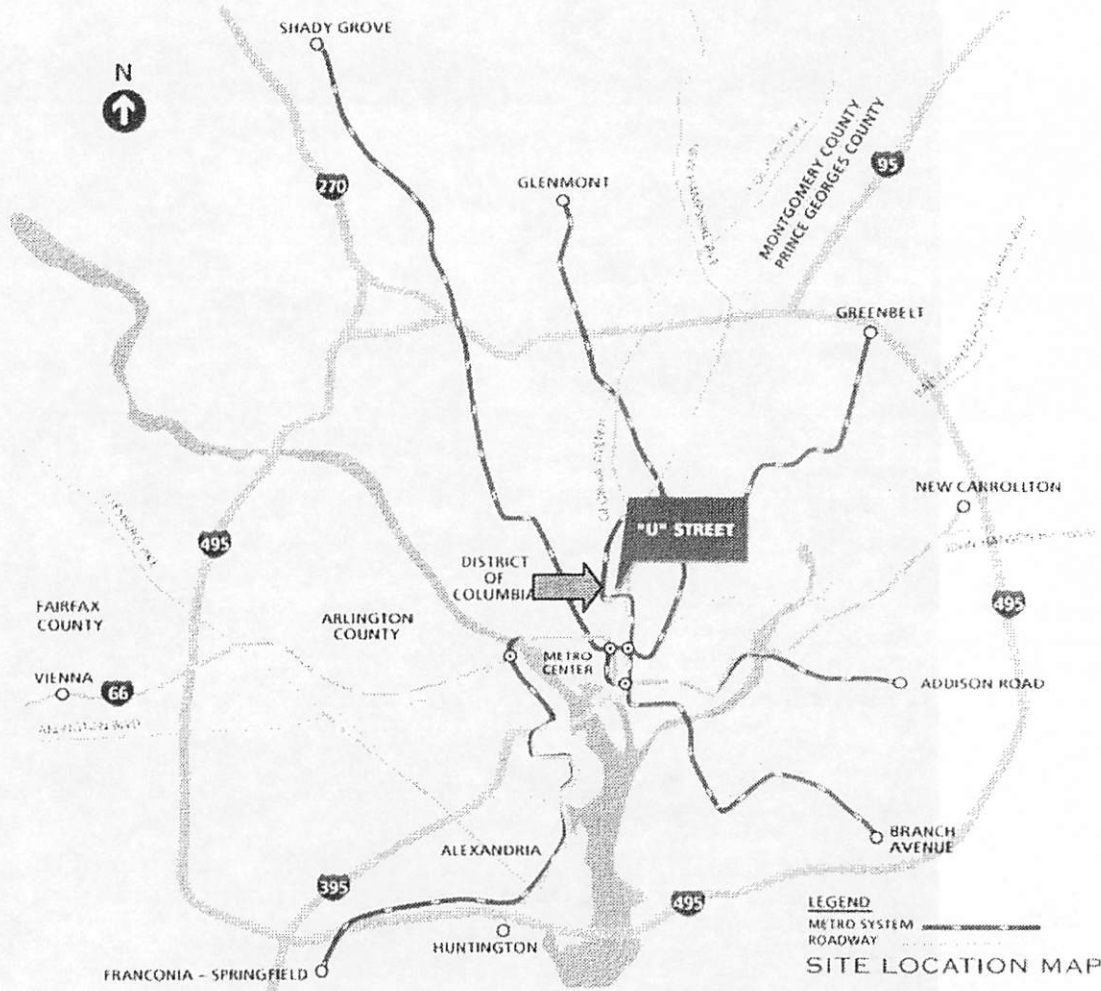 SHADY GROVE
N
270
GLENMONT
MONTGOMERY COUNTY
PRINCE GEORGES COUNTY
95
GREENBELT
NEW CARROLLTON
"U" STREET
495
DISTRICT
OF
COLUMBIA
495
FAIRFAX
COUNTY
ARLINGTON
COUNTY
METRO
CENTER
VIENNA
66
ADDISON ROAD
ARLINGTON BLVD
BRANCH
AVENUE
ALEXANDRIA
395
495
HUNTINGTON
FRANCONIA – SPRINGFIELD
LEGEND
METRO SYSTEM
ROADWAY
SITE LOCATION MAP